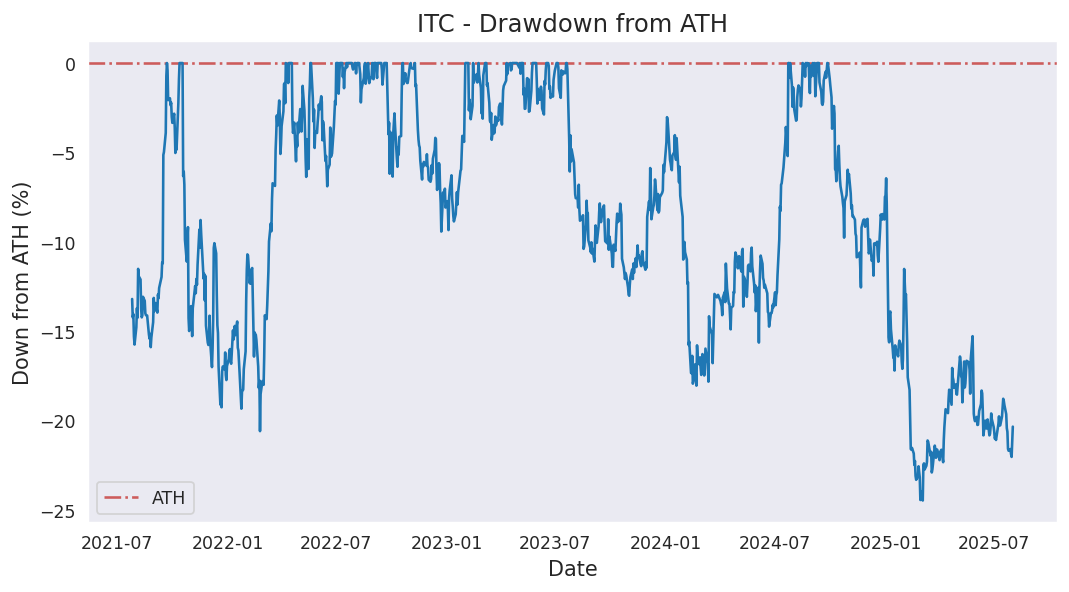 ITC - Drawdown from ATH
Down from ATH (%)
0
−5
−10
−15
−20
−25
ATH
2021-07 2022-01 2022-07 2023-01 2023-07 2024-01 2024-07 2025-01 2025-07
Date